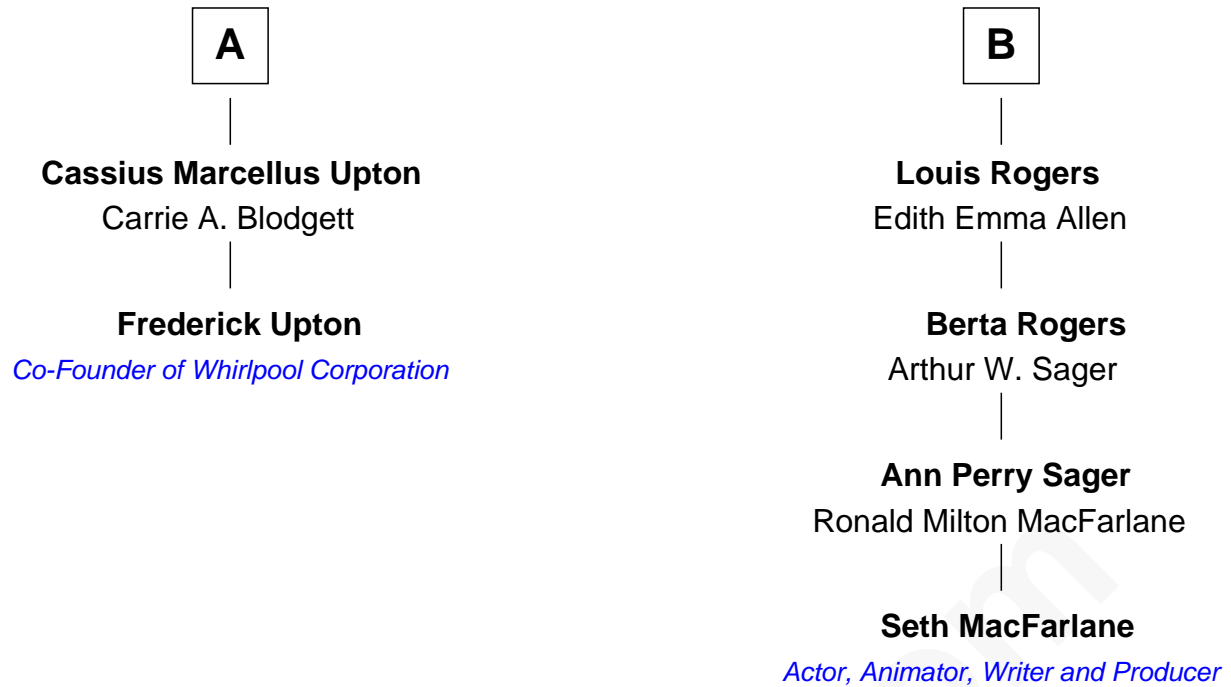 A
Cassius Marcellus Upton
Carrie A. Blodgett
Frederick Upton
Co-Founder of Whirlpool Corporation
B
Louis Rogers
Edith Emma Allen
Berta Rogers
Arthur W. Sager
Ann Perry Sager
Ronald Milton MacFarlane
Seth MacFarlane
Actor, Animator, Writer and Producer